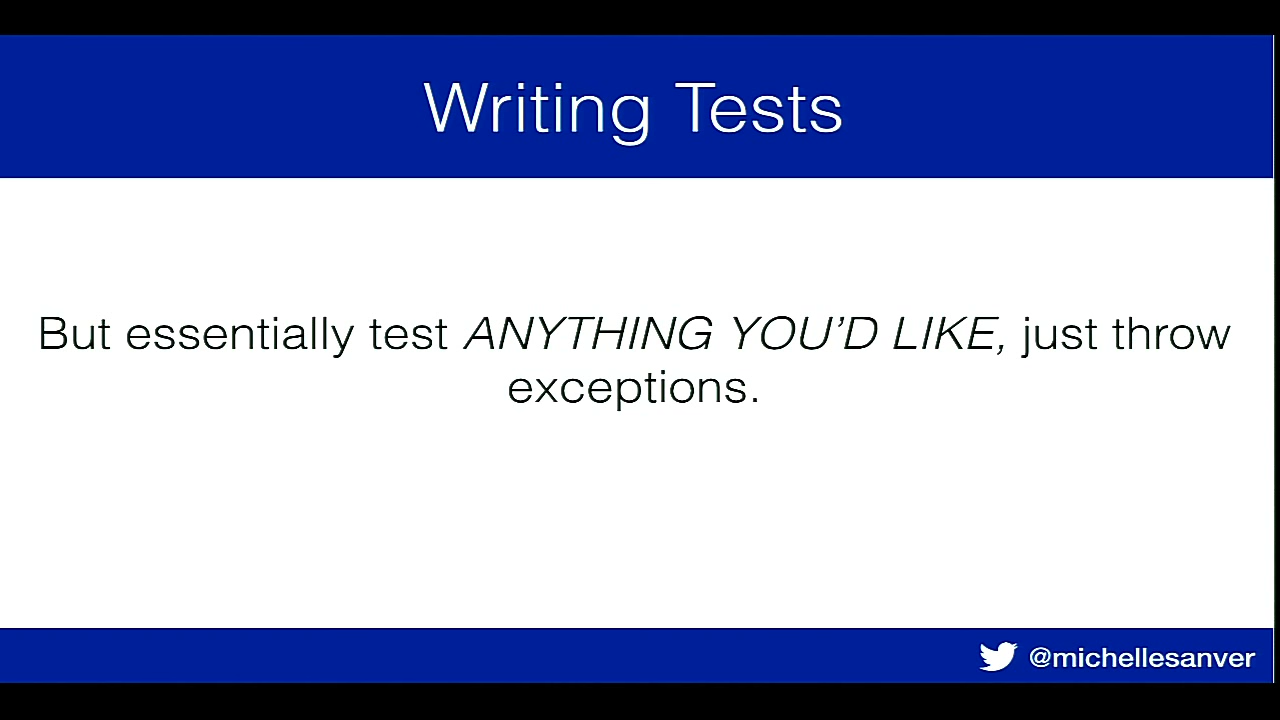 Writing Tests
But essentially test ANYTHING YOU’D LIKE, just throw
exceptions.
@michellesanver